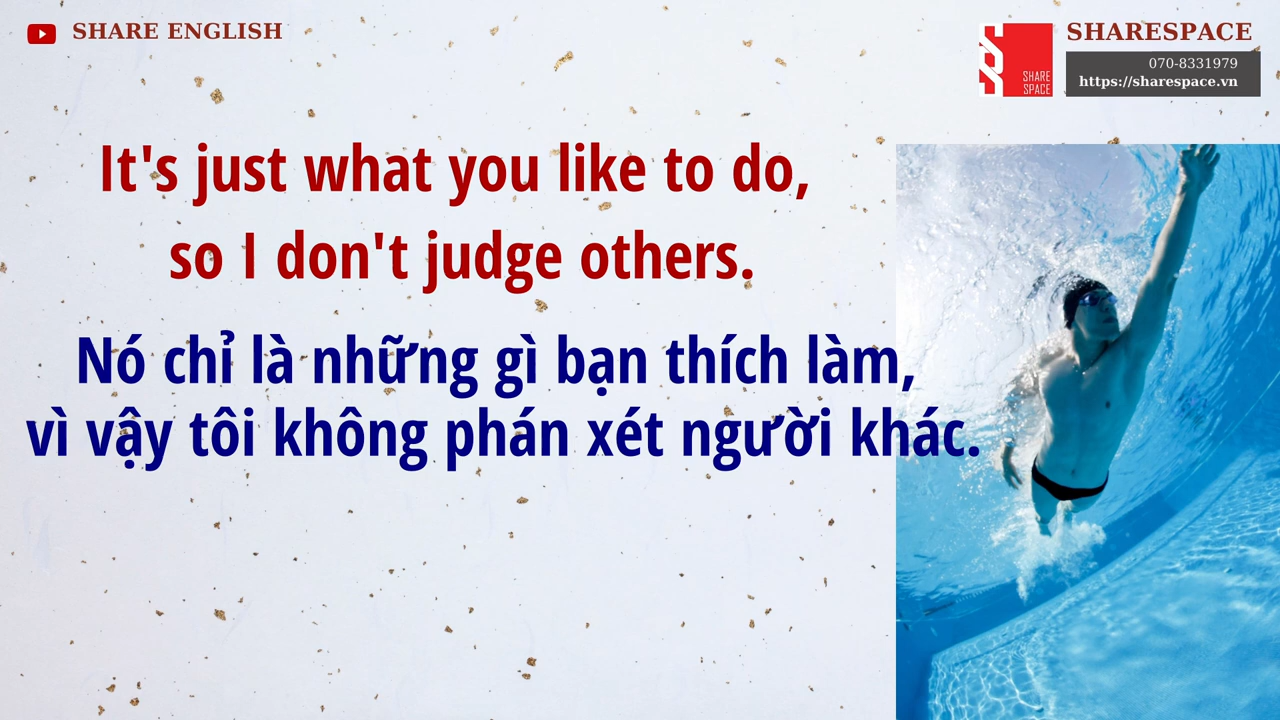 SHARE ENGLISH
SHARESPACE
070-8331979
https://sharespace.vn
SHARE
SPACE
It's just what you like to do,
so I don't judge others.
Nó chỉ là những gì bạn thích làm,
vì vậy tôi không phán xét người khác.